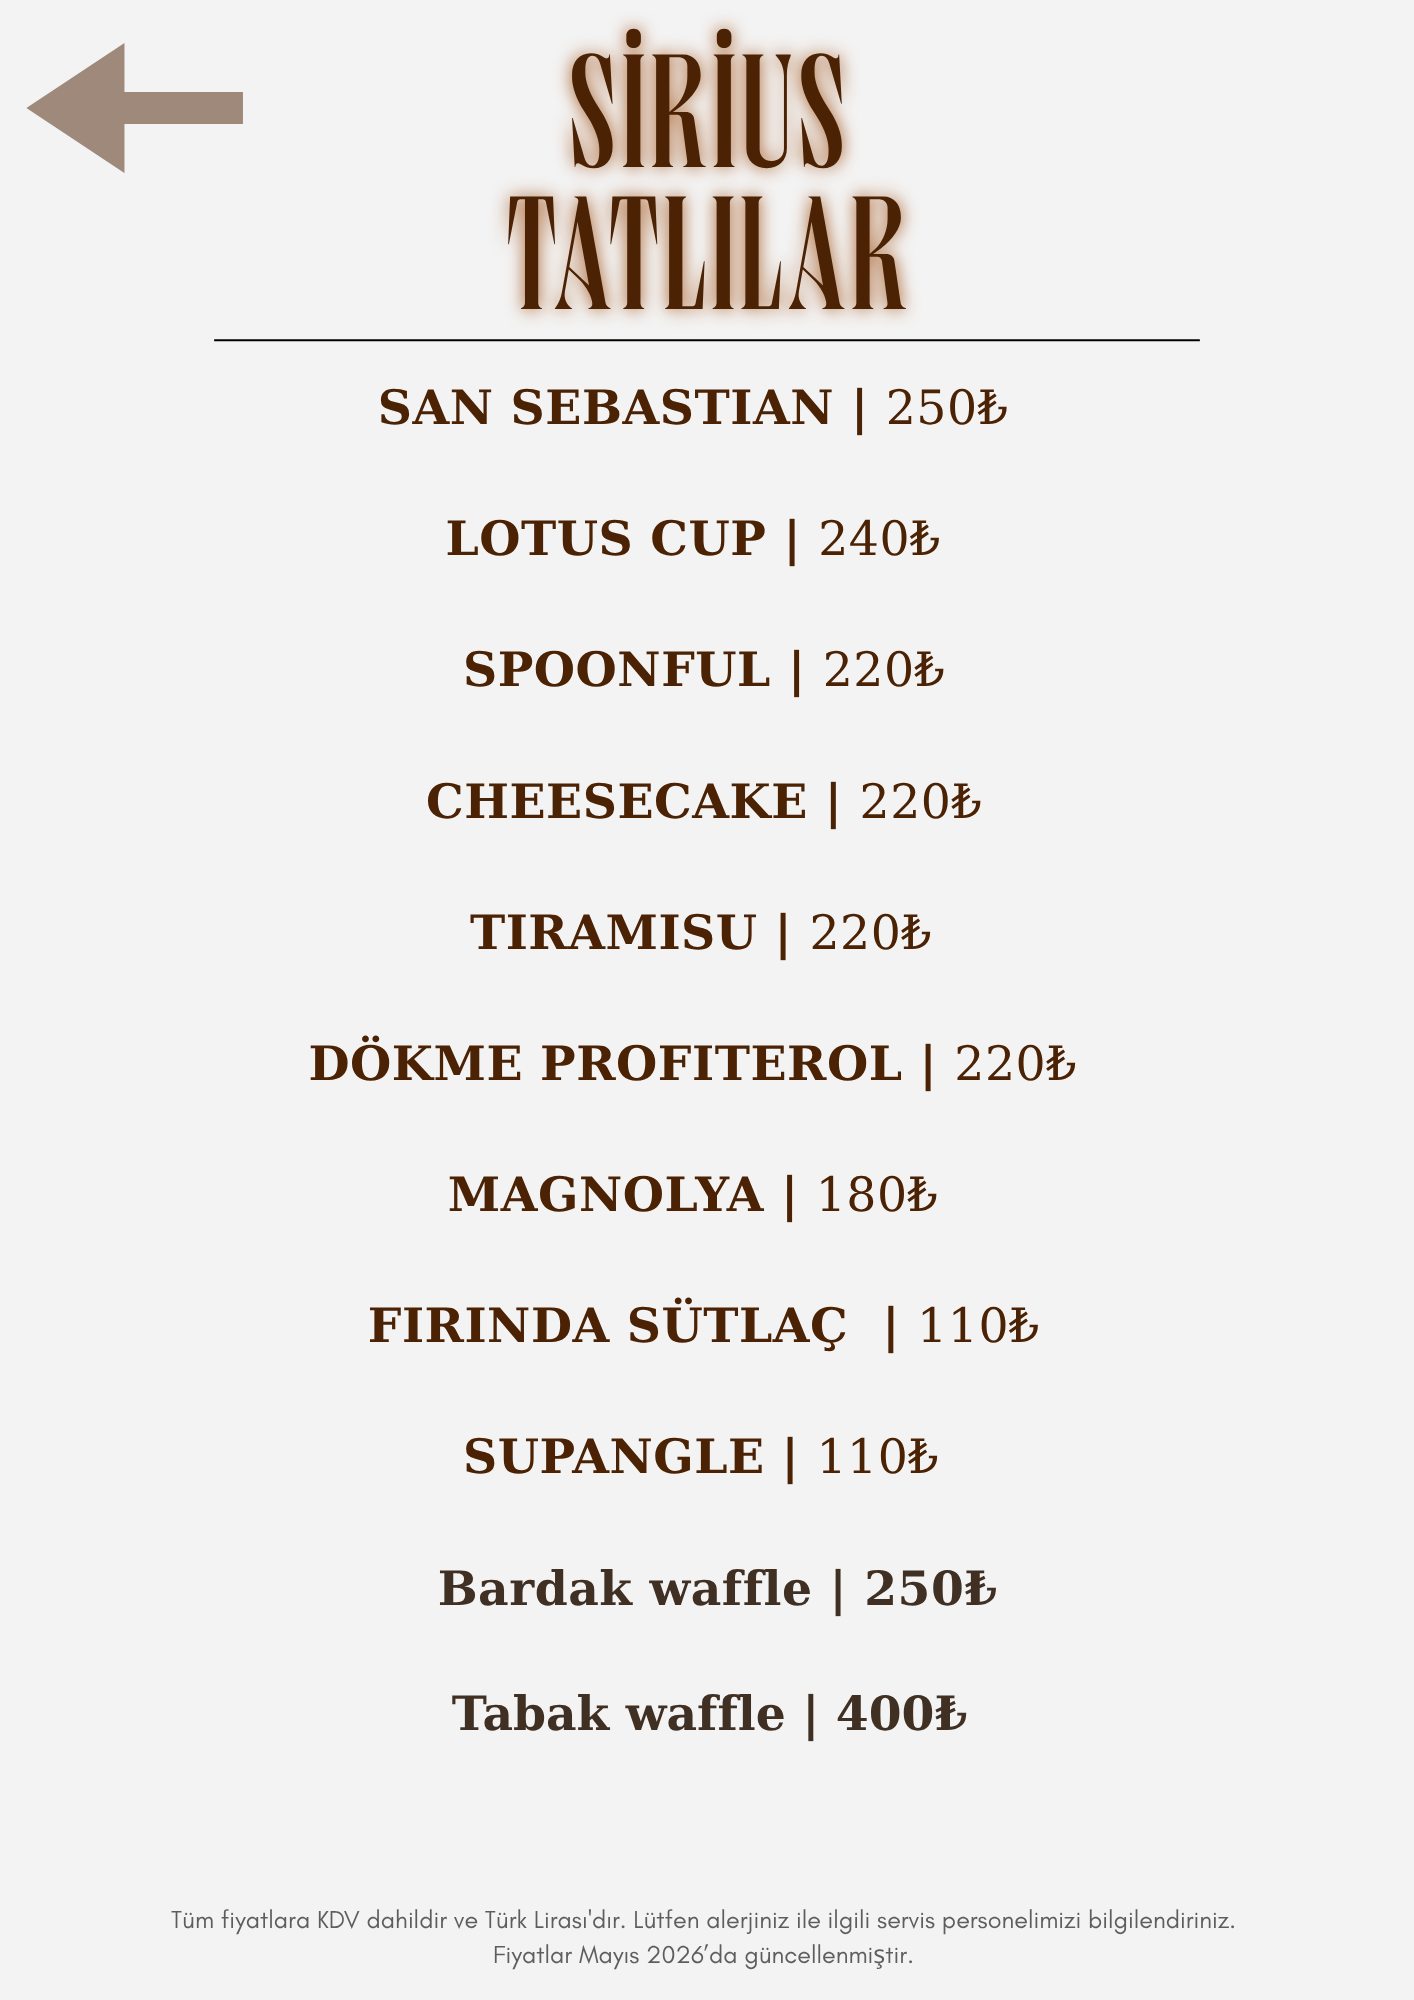 SİRİUS
TATLILAR
SAN SEBASTIAN | 250₺
LOTUS CUP | 240₺
SPOONFUL | 220₺
CHEESECAKE | 220₺
TIRAMISU | 220₺
DÖKME PROFITEROL | 220₺
MAGNOLYA | 180₺
FIRINDA SÜTLAÇ | 110₺
SUPANGLE | 110₺
Bardak waffle | 250₺
Tabak waffle | 400₺
Tüm fiyatlara KDV dahildir ve Türk Lirası'dır. Lütfen alerjiniz ile ilgili servis personelimizi bilgilendiriniz.
Fiyatlar Mayıs 2026’da güncellenmiştir.